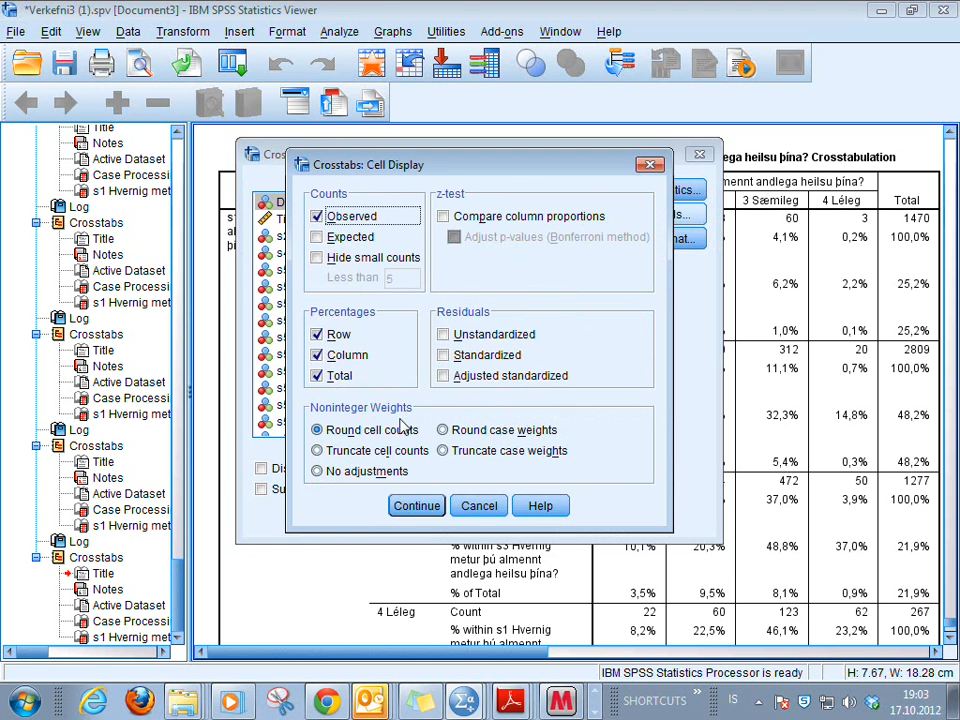 *Verkefni3 (1).spv [Document3] - IBM SPSS Statistics Viewer
File Edit View Data Transform Insert Format Analyze Graphs Utilities Add-ons Window Help
Title
Notes
Active Dataset
Case Processi
s1 Hvernig met
Log
Crosstabs
Title
Notes
Active Dataset
Case Processi
s1 Hvernig met
Log
Crosstabs
Title
Notes
Active Dataset
Case Processi
s1 Hvernig met
Log
Crosstabs
Title
Notes
Active Dataset
Case Processi
s1 Hvernig met
Log
Crosstabs
Title
Notes
Active Dataset
Case Processi
s1 Hvernig met
Crosstabs: Cell Display
Counts
Observed
Expected
Hide small counts
Less than 5
z-test
Compare column proportions
Adjust p-values (Bonferroni method)
Percentages
Row
Column
Total
Residuals
Unstandardized
Standardized
Adjusted standardized
Noninteger Weights
Round cell counts Round case weights
Truncate cell counts Truncate case weights
No adjustments
Continue Cancel Help
ega heilsu þína? Crosstabulation
mennt andlega heilsu þína?
3 Sæmileg 4 Léleg Total
60 3 1470
4,1% 0,2% 100,0%
6,2% 2,2% 25,2%
1,0% 0,1% 25,2%
312 20 2809
11,1% 0,7% 100,0%
32,3% 14,8% 48,2%
5,4% 0,3% 48,2%
472 50 1277
37,0% 3,9% 100,0%
% within s3 Hvernig metur þú almennt andlega heilsu þína? 10,1% 20,3% 48,8% 37,0% 21,9%
% of Total 3,5% 9,5% 8,1% 0,9% 21,9%
4 Léleg Count 22 60 123 62 267
% within s1 Hvernig metur þú almennt 8,2% 22,5% 46,1% 23,2% 100,0%
IBM SPSS Statistics Processor is ready H: 7.67, W: 18.28 cm
SHORTCUTS IS 19:03
17.10.2012